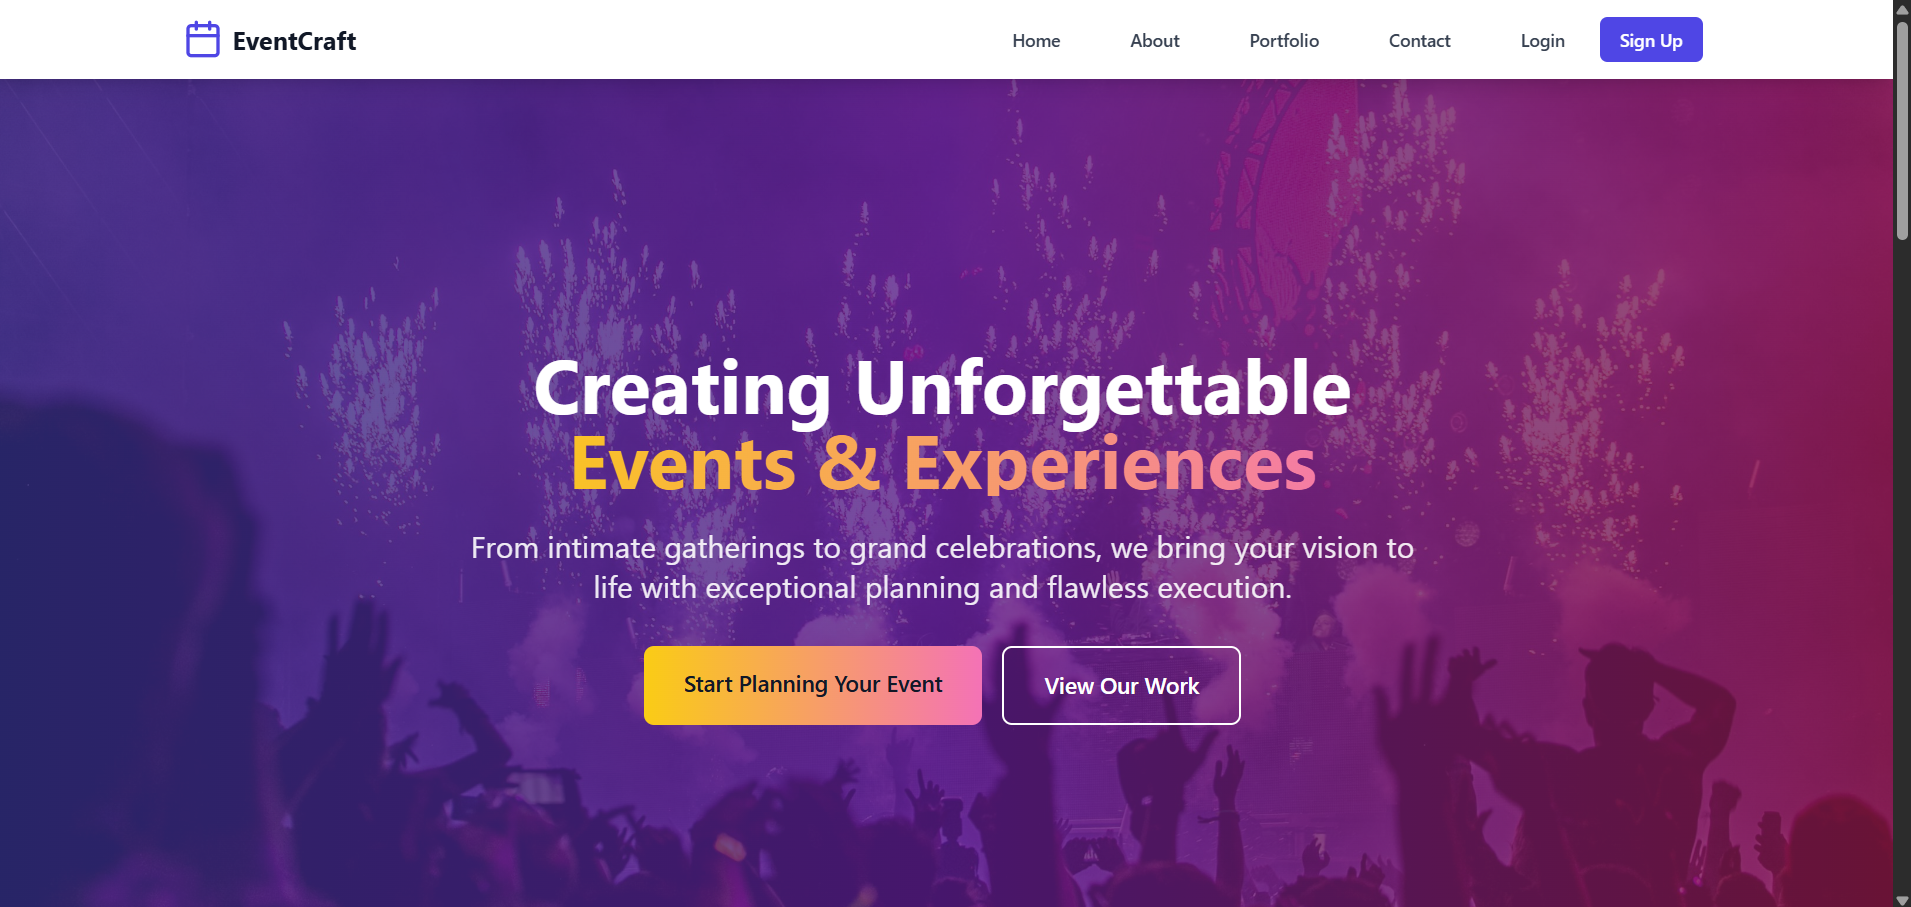 EventCraft
Home
About
Portfolio
Contact
Login
Sign Up
Creating Unforgettable
Events & Experiences
From intimate gatherings to grand celebrations, we bring your vision to
life with exceptional planning and flawless execution.
Start Planning Your Event
View Our Work